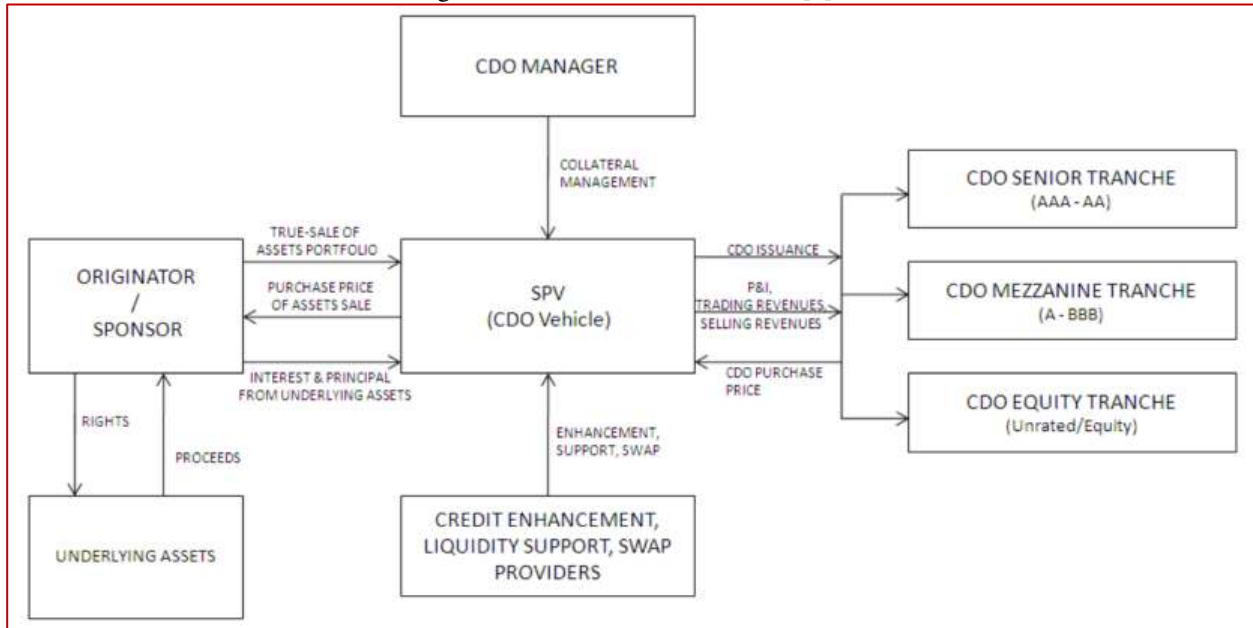 CDO MANAGER
COLLATERAL
MANAGEMENT
CDO SENIOR TRANCHE
(AAA - AA)
TRUE-SALE OF
ASSETS PORTFOLIO
CDO ISSUANCE
ORIGINATOR
/
SPONSOR
PURCHASE PRICE
OF ASSETS SALE
SPV
(CDO Vehicle)
P&I,
TRADING REVENUES,
SELLING REVENUES
CDO MEZZANINE TRANCHE
(A - BBB)
INTEREST & PRINCIPAL
FROM UNDERLYING ASSETS
CDO PURCHASE
PRICE
CDO EQUITY TRANCHE
(Unrated/Equity)
RIGHTS
PROCEEDS
ENHANCEMENT,
SUPPORT, SWAP
UNDERLYING ASSETS
CREDIT ENHANCEMENT,
LIQUIDITY SUPPORT, SWAP
PROVIDERS